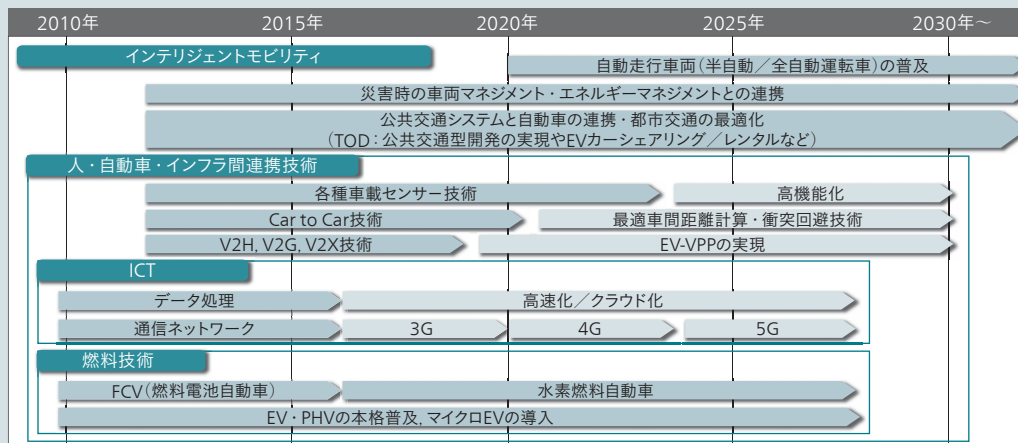 2010年 2015年 2020年 2025年 2030年～
インテリジェントモビリティ
自動走行車両（半自動／全自動運転車）の普及
災害時の車両マネジメント・エネルギーマネジメントとの連携
公共交通システムと自動車の連携・都市交通の最適化
（TOD：公共交通型開発の実現やEVカーシェアリング／レンタルなど）
人・自動車・インフラ間連携技術
各種車載センサー技術 高機能化
Car to Car技術 最適車間距離計算・衝突回避技術
V2H, V2G, V2X技術 EV-VPPの実現
ICT
データ処理 高速化／クラウド化
通信ネットワーク 3G 4G 5G
燃料技術
FCV（燃料電池自動車） 水素燃料自動車
EV・PHVの本格普及，マイクロEVの導入